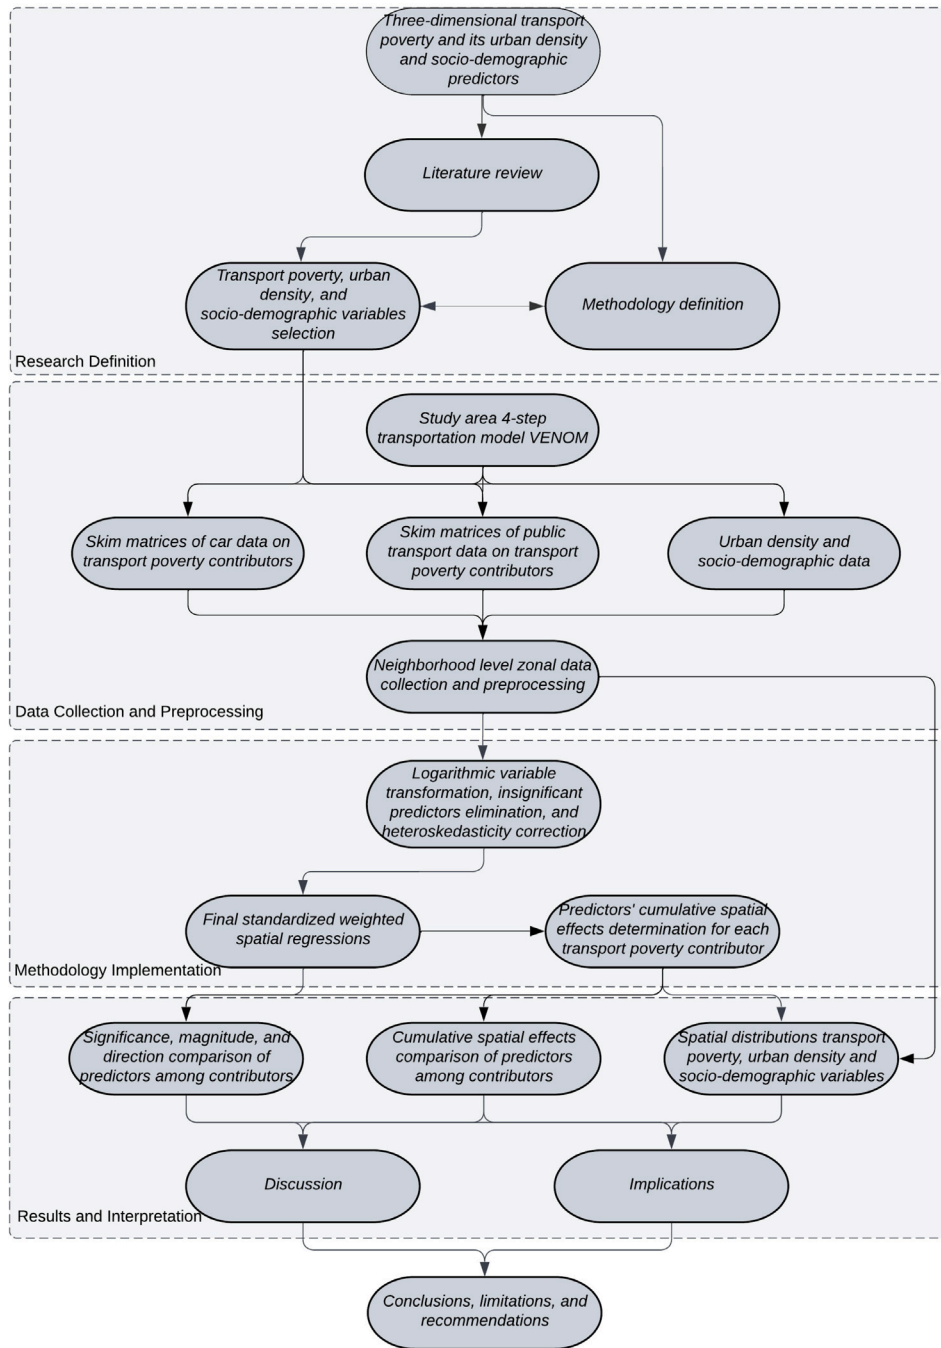 Three-dimensional transport
poverty and its urban density
and socio-demographic
predictors
Literature review
Transport poverty, urban
density, and
socio-demographic variables
selection
Methodology definition
Research Definition
Study area 4-step
transportation model VENOM
Skim matrices of car data on
transport poverty contributors
Skim matrices of public
transport data on transport
poverty contributors
Urban density and
socio-demographic data
Neighborhood level zonal data
collection and preprocessing
Data Collection and Preprocessing
Logarithmic variable
transformation, insignificant
predictors elimination, and
heteroskedasticity correction
Final standardized weighted
spatial regressions
Predictors' cumulative spatial
effects determination for each
transport poverty contributor
Methodology Implementation
Significance, magnitude, and
direction comparison of
predictors among contributors
Cumulative spatial effects
comparison of predictors
among contributors
Spatial distributions transport
poverty, urban density and
socio-demographic variables
Discussion
Implications
Results and Interpretation
Conclusions, limitations, and
recommendations